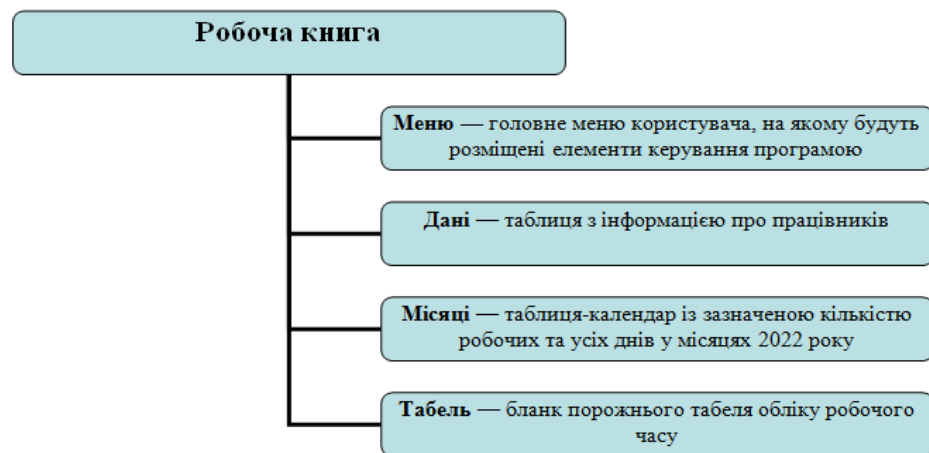 Робоча книга
Меню — головне меню користувача, на якому будуть
розміщені елементи керування програмою
Дані — таблиця з інформацією про працівників
Місяці — таблиця-календар із зазначеною кількістю
робочих та усіх днів у місяцях 2022 року
Табель — бланк порожнього табеля обліку робочого
часу